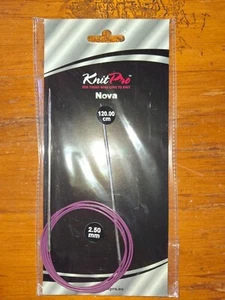 KnitPro
FOR THOSE WHO LOVE TO KNIT
Nova
120.00
cm
2.50
mm